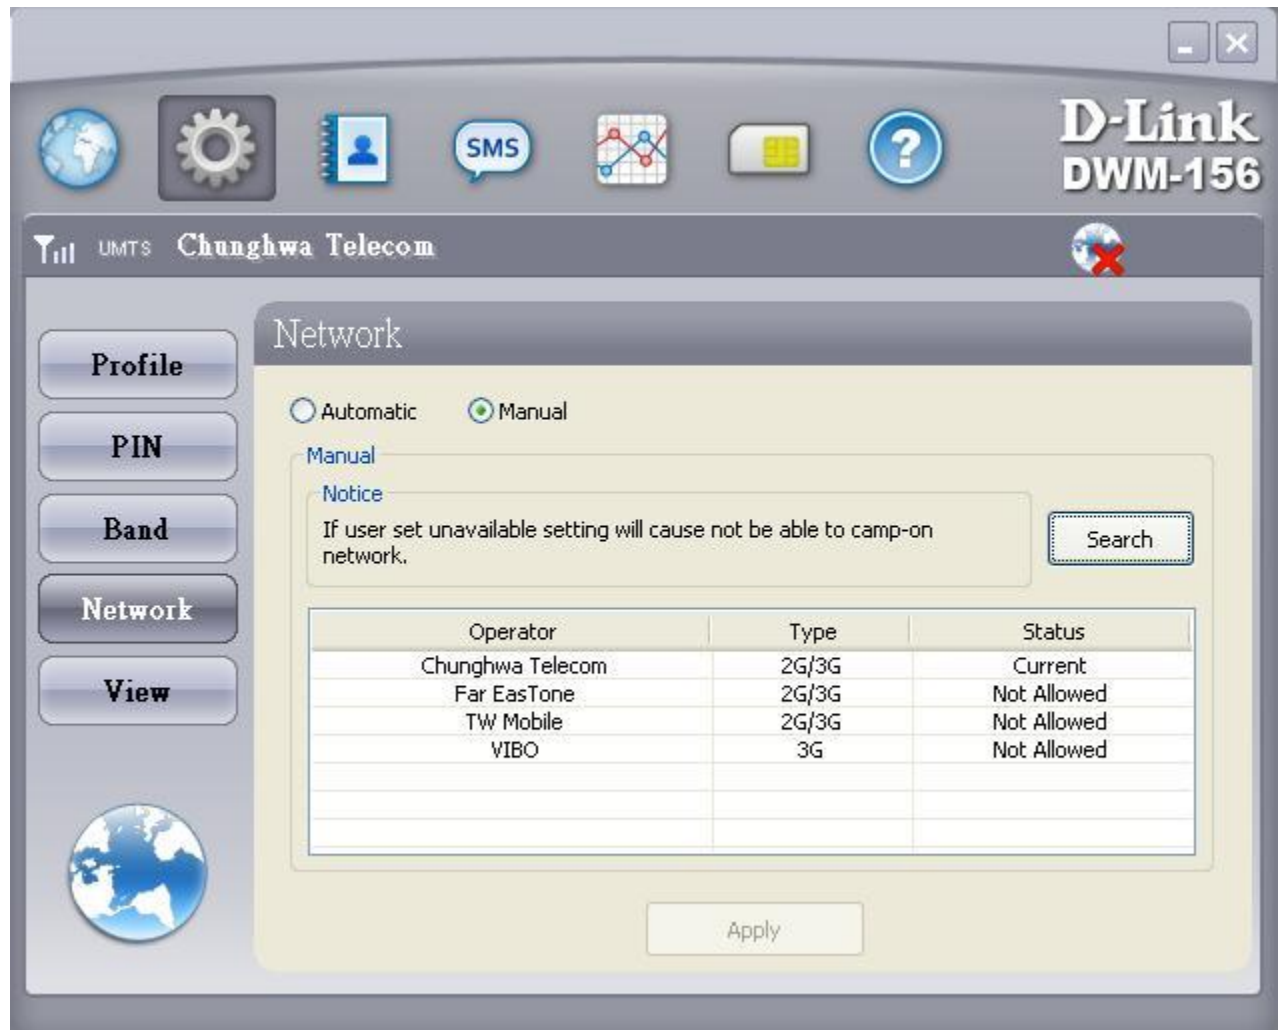 SMS
?
D-Link
DWM-156
UMTS Chunghwa Telecom
Profile
PIN
Band
Network
View
Network
Automatic Manual
Manual
Notice
If user set unavailable setting will cause not be able to camp-on
network.
Search
Operator Type Status
Chunghwa Telecom 2G/3G Current
Far EasTone 2G/3G Not Allowed
TW Mobile 2G/3G Not Allowed
VIBO 3G Not Allowed
Apply